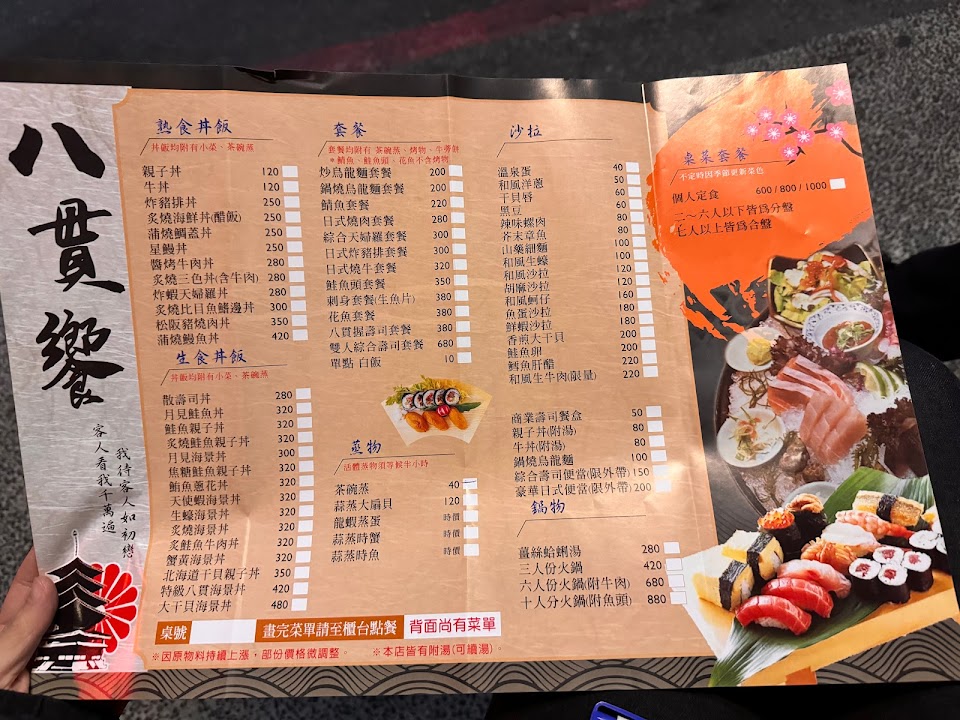 八貫饗
我待客人如初戀
客人看我千萬遍
熟食丼飯
丼飯均附有小菜、茶碗蒸
親子丼 120
牛丼 120
炸豬排丼 250
炙燒海鮮丼(醋飯) 250
蒲燒鯛蓋丼 250
星鰻丼 250
醬烤牛肉丼 280
炙燒三色丼(含牛肉) 280
炸蝦天婦羅丼 280
炙燒比目魚鰭邊丼 300
松阪豬燒肉丼 350
蒲燒鰻魚丼 420
生食丼飯
丼飯均附有小菜、茶碗蒸
散壽司丼 280
月見鮭魚丼 320
鮭魚親子丼 320
炙燒鮭魚親子丼 320
月見海景丼 300
焦糖鮭魚親子丼 320
鮪魚蔥花丼 320
天使蝦海景丼 320
生蠔海景丼 320
炙燒海景丼 320
炙鮭魚牛肉丼 320
蟹黃海景丼 320
北海道干貝親子丼 350
特級八貫海景丼 420
大干貝海景丼 480
套餐
套餐均附有 茶碗蒸、烤物、牛蒡餅
*鯖魚、鮭魚頭、花魚不含烤物
炒烏龍麵套餐 200
鍋燒烏龍麵套餐 200
鯖魚套餐 220
日式燒肉套餐 280
綜合天婦羅套餐 300
日式炸豬排套餐 300
日式燒牛套餐 300
鮭魚頭套餐 350
刺身套餐(生魚片) 380
花魚套餐 380
八貫握壽司套餐 380
雙人綜合壽司套餐 680
單點 白飯 10
蒸物
活體蒸物須等候半小時
茶碗蒸 40
蒜蒸大扇貝 120
龍蝦蒸蛋 時價
蒜蒸時蟹 時價
蒜蒸時魚 時價
沙拉
溫泉蛋 40
和風洋蔥 50
干貝唇 60
黑豆 60
辣味螺肉 80
芥末章魚 80
山藥細麵 100
和風生蠔 100
和風沙拉 120
胡麻沙拉 120
和風蚵仔 160
魚蛋沙拉 180
鮮蝦沙拉 180
香煎大干貝 200
鮭魚卵 200
鱈魚肝醋 220
和風生牛肉(限量) 220
商業壽司餐盒 50
親子丼(附湯) 80
牛丼(附湯) 80
鍋燒烏龍麵 100
綜合壽司便當(限外帶) 150
豪華日式便當(限外帶) 200
鍋物
薑絲蛤蜊湯 280
三人份火鍋 420
六人份火鍋(附牛肉) 680
十人分火鍋(附魚頭) 880
桌菜套餐
不定時因季節更新菜色
個人定食 600/800/1000
二~六人以下皆為分盤
七人以上皆為合盤
桌號 畫完菜單請至櫃台點餐 背面尚有菜單
※因原物料持續上漲,部份價格微調整。 ※本店皆有附湯(可續湯)。